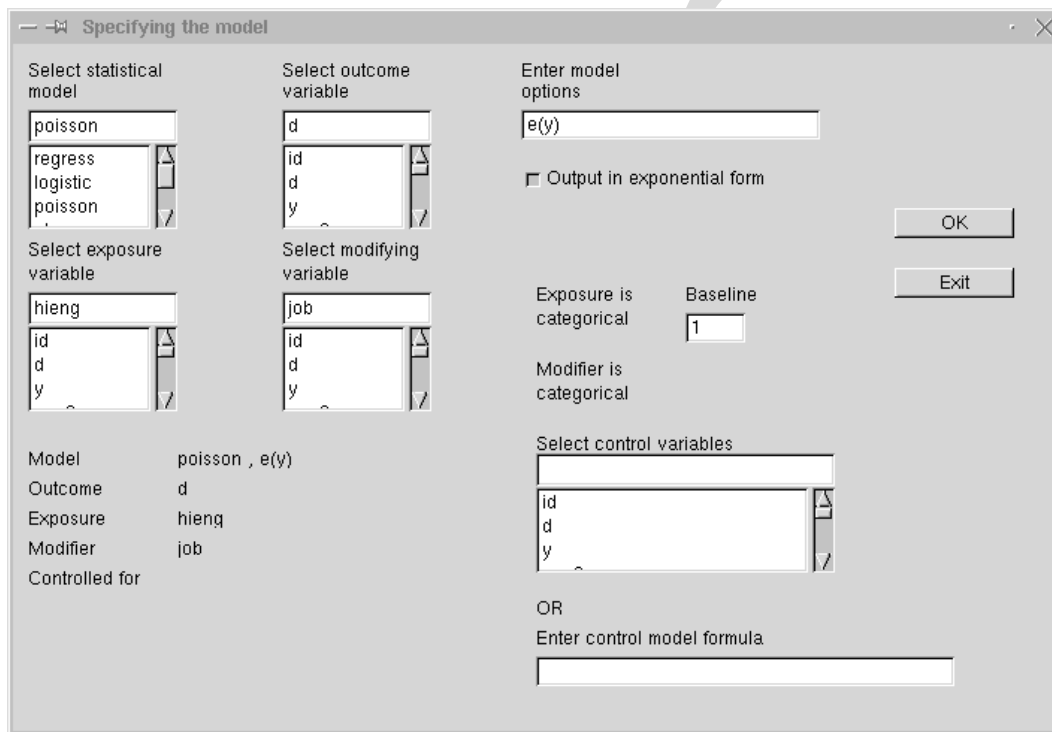 Specifying the model
Select statistical
model
poisson
regress
logistic
poisson
Select outcome
variable
d
id
d
y
Enter model
options
e(y)
Output in exponential form
OK
Exit
Select exposure
variable
hieng
id
d
y
Select modifying
variable
job
id
d
y
Exposure is
categorical
Baseline
1
Modifier is
categorical
Select control variables
id
d
y
OR
Enter control model formula
Model poisson , e(y)
Outcome d
Exposure hieng
Modifier job
Controlled for